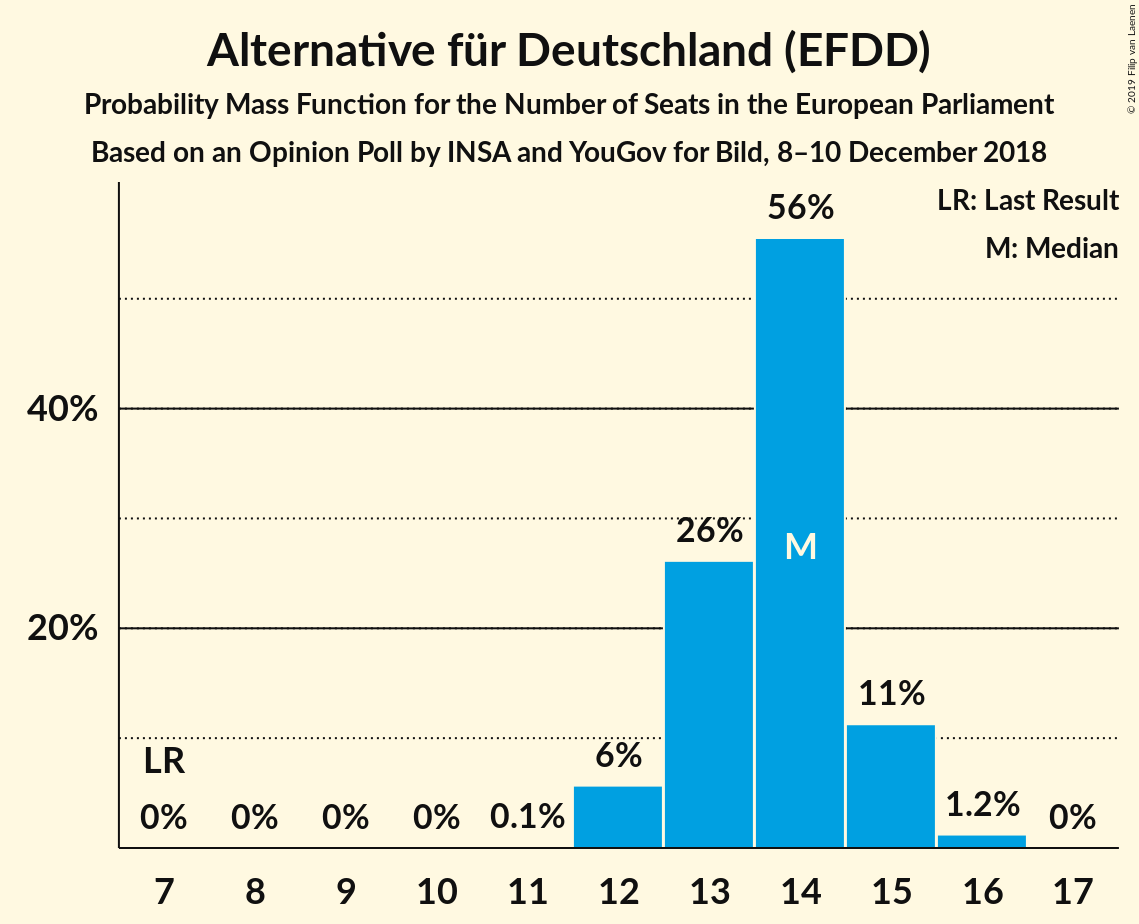 Alternative für Deutschland (EFDD)
Probability Mass Function for the Number of Seats in the European Parliament
Based on an Opinion Poll by INSA and YouGov for Bild, 8–10 December 2018
© 2019 Filip van Laenen
LR: Last Result
M: Median
56%
40%
26%
M
20%
11%
LR
6%
0% 0% 0% 0% 0.1% 1.2% 0%
7 8 9 10 11 12 13 14 15 16 17